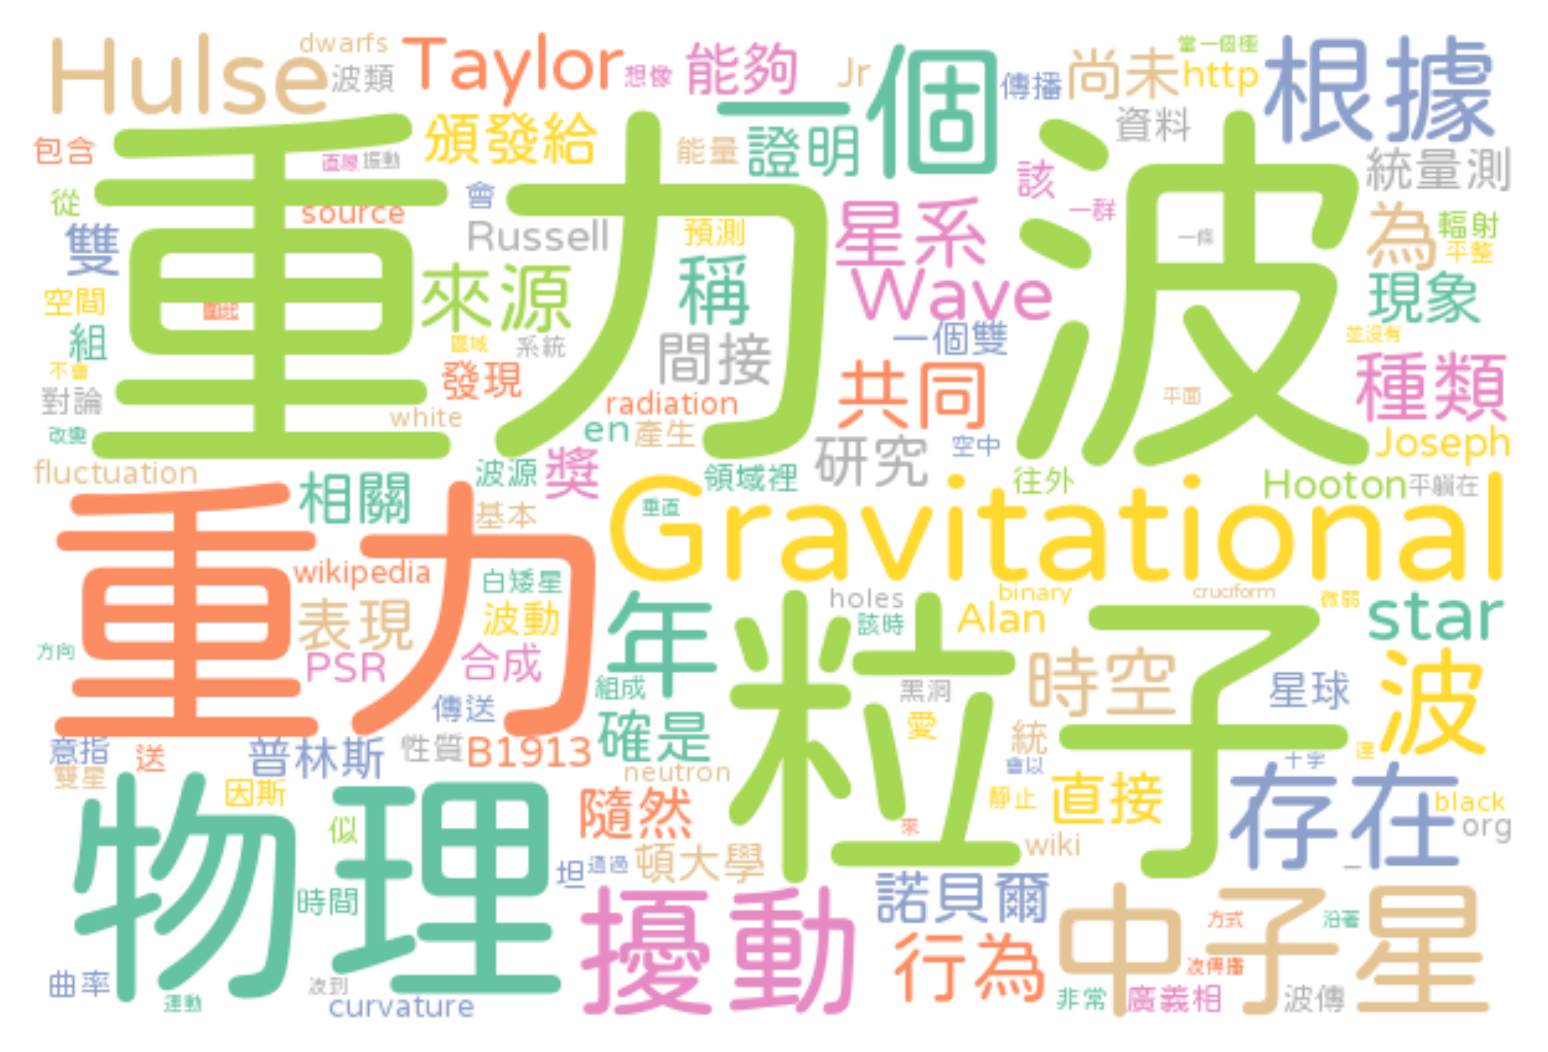 Hulse
dwarfs
波類
Taylor
想像
能夠
Jr
一個
傳播
尚未
當一個極
http
根據
包含
直屬
振動
頒發給
能量
證明
資料
統量測
從
雙
source
會
Russell
預測
星系
該
一群
一條
為
輻射
平整
重力波
空間
組
來源
稱
Wave
現象
圍起
區域
系統
間接
一個雙
並沒有
不會
對論
改變
發現
white
radiation
en
產生
共同
平面
種類
研究
空中
Joseph
fluctuation
相關
波源
獎
領域裡
往外
Hooton
平躺在
重力
基本
垂直
Gravitational
wikipedia
白矮星
holes
binary
cruciform
微弱
star
表現
波動
年
該時
Alan
方向
PSR
合成
組成
粒子
黑洞
時空
星球
波
傳送
愛
意指
送
普林斯
性質
B1913
確是
統
達
雙星
因斯
neutron
會以
十字
物理
似
隨然
來
靜止
直接
存在
black
org
坦
通過
頓大學
wiki
時間
擾動
諾貝爾
中子星
方式
沿著
曲率
運動
波到
curvature
行為
波傳播
非常
廣義相
波傳